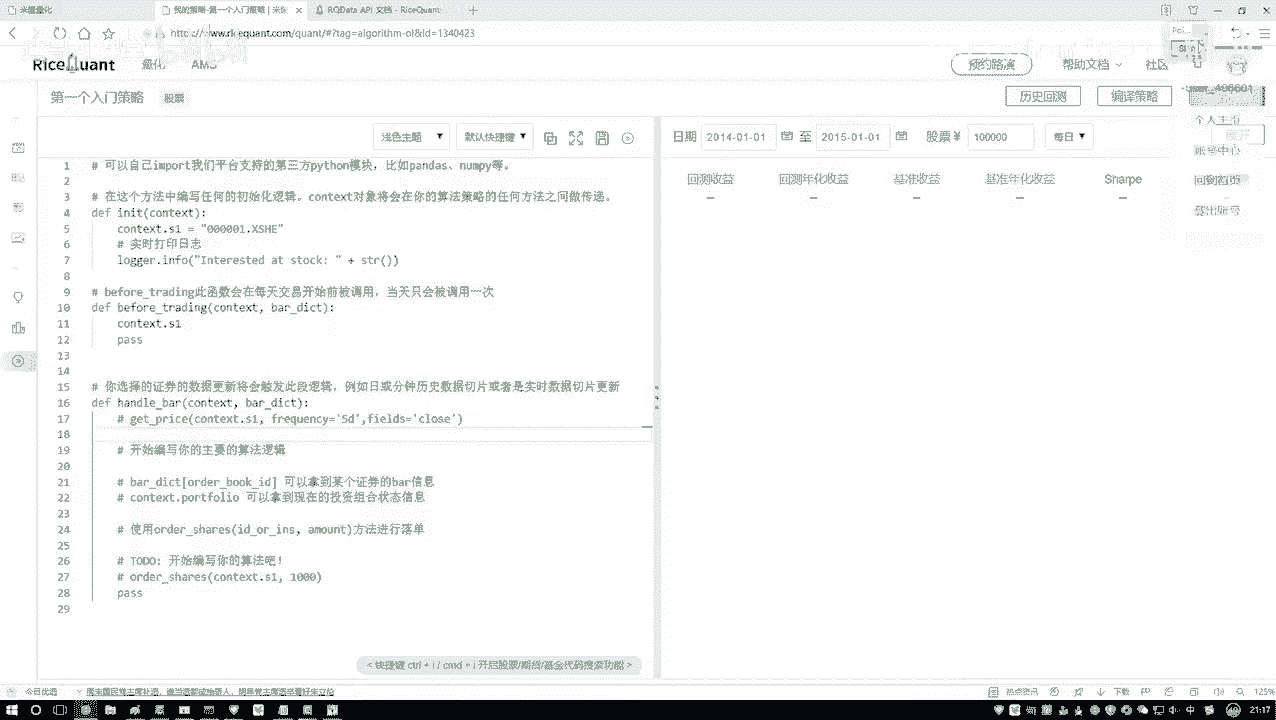 米筐量化
我的策略-第一个入门策略 | 米筐
RQData API 文档 - RiceQuant
www.ricequant.com/quant/#?tag=algorithm-ol&id=1340423
RiceQuant
量化
AMS
预约路演
帮助文档
社区
第一个入门策略
股票
历史回测
编译策略
个人主页
账号中心
回到首页
退出账号
浅色主题
默认快捷键
日期 2014-01-01 至 2015-01-01 股票 ¥ 100000 每日
回测收益 回测年化收益 基准收益 基准年化收益 Sharpe
1 # 可以自己import我们平台支持的第三方python模块，比如pandas、numpy等。
2
3 # 在这个方法中编写任何的初始化逻辑。context对象将会在你的算法策略的任何方法之间做传递。
4 def init(context):
5 context.s1 = "000001.XSHE"
6 # 实时打印日志
7 logger.info("Interested at stock: " + str())
8
9 # before_trading此函数会在每天交易开始前被调用，当天只会被调用一次
10 def before_trading(context, bar_dict):
11 context.s1
12 pass
13
14
15 # 你选择的证券的数据更新将会触发此段逻辑，例如日或分钟历史数据切片或者是实时数据切片更新
16 def handle_bar(context, bar_dict):
17 # get_price(context.s1, frequency='5d',fields='close')
18
19 # 开始编写你的主要的算法逻辑
20
21 # bar_dict[order_book_id] 可以拿到某个证券的bar信息
22 # context.portfolio 可以拿到现在的投资组合状态信息
23
24 # 使用order_shares(id_or_ins, amount)方法进行落单
25
26 # TODO: 开始编写你的算法吧！
27 # order_shares(context.s1, 1000)
28 pass
29
< 快捷键 ctrl + i / cmd + i 开启股票/期货/基金代码搜索功能 >
今日优选
热点资讯
下载
125%
21:17